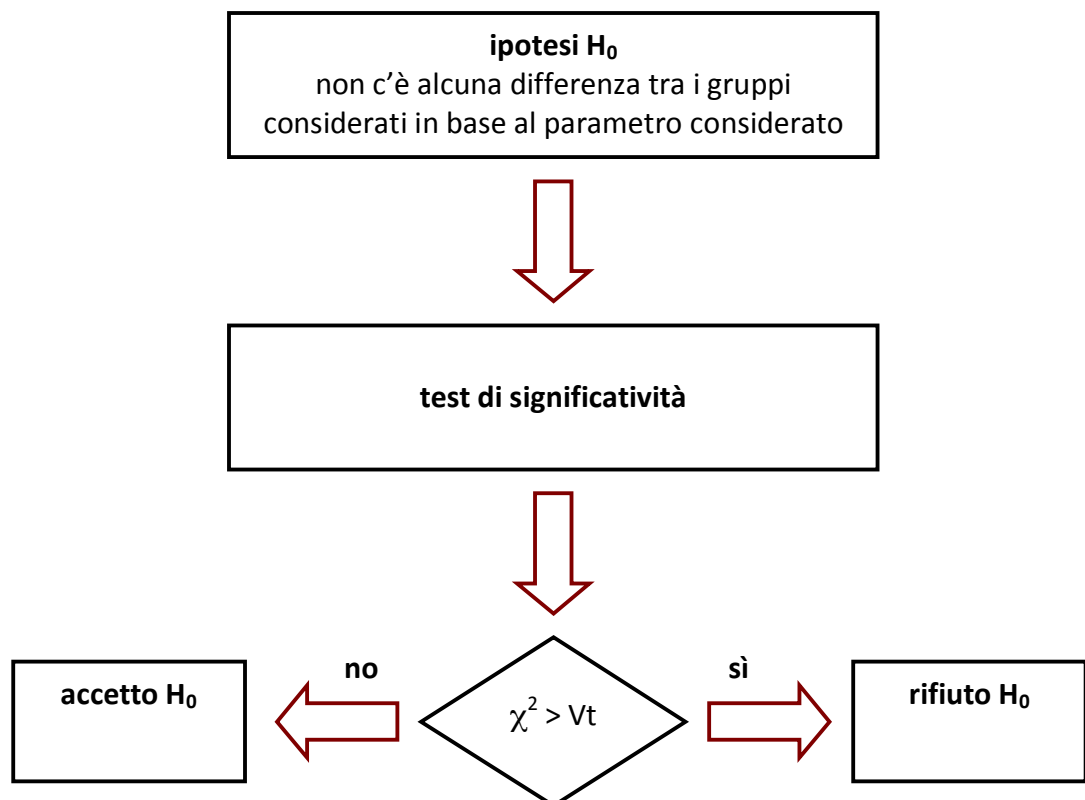 ipotesi H₀
non c'è alcuna differenza tra i gruppi
considerati in base al parametro considerato
test di significatività
no
sì
accetto H₀
χ² > Vt
rifiuto H₀